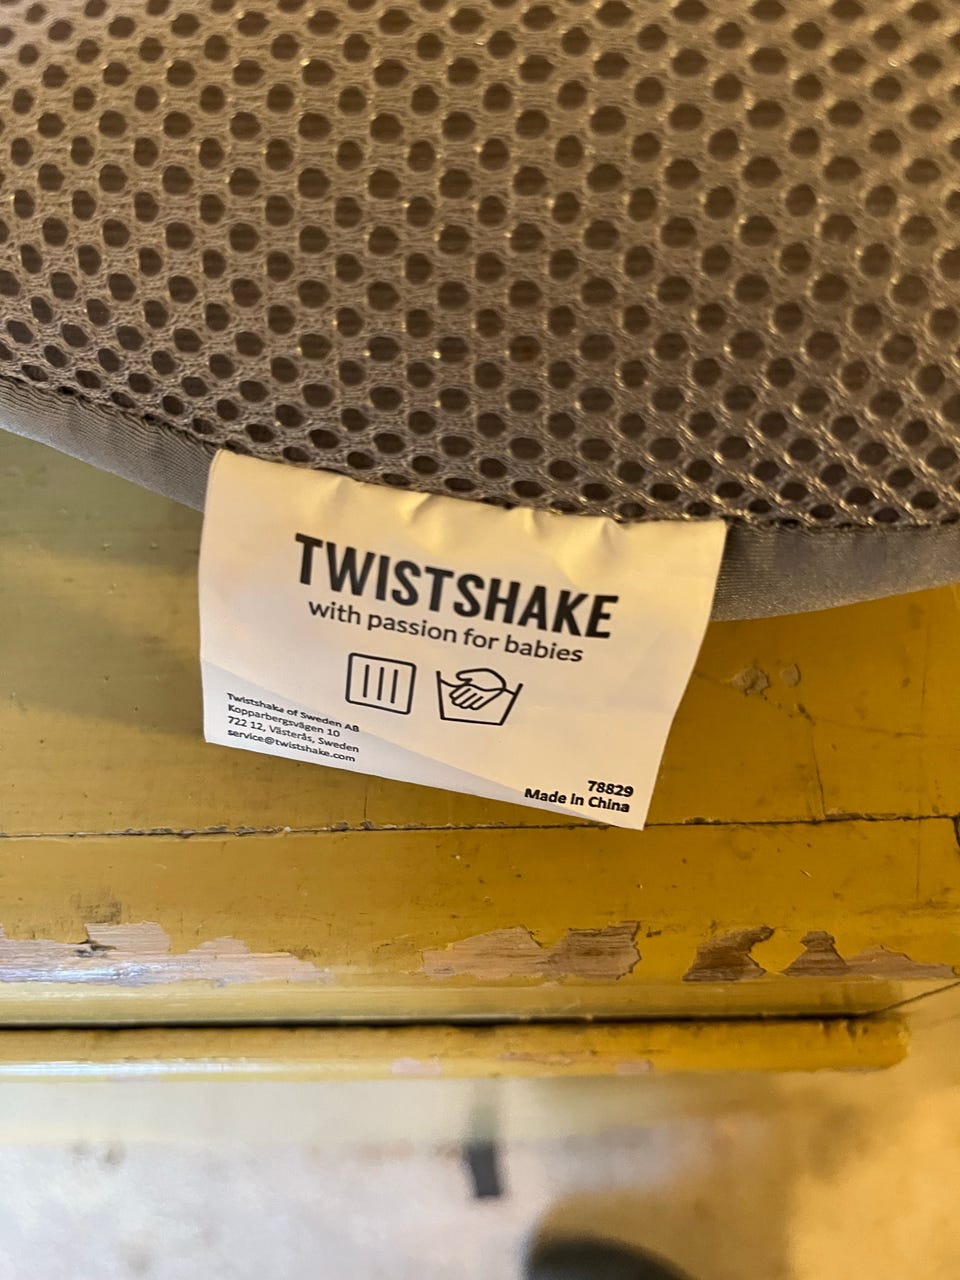 TWISTSHAKE
with passion for babies
Twistshake of Sweden AB
Kopparbergsvägen 10
722 12, Västerås, Sweden
service@twistshake.com
78829
Made in China